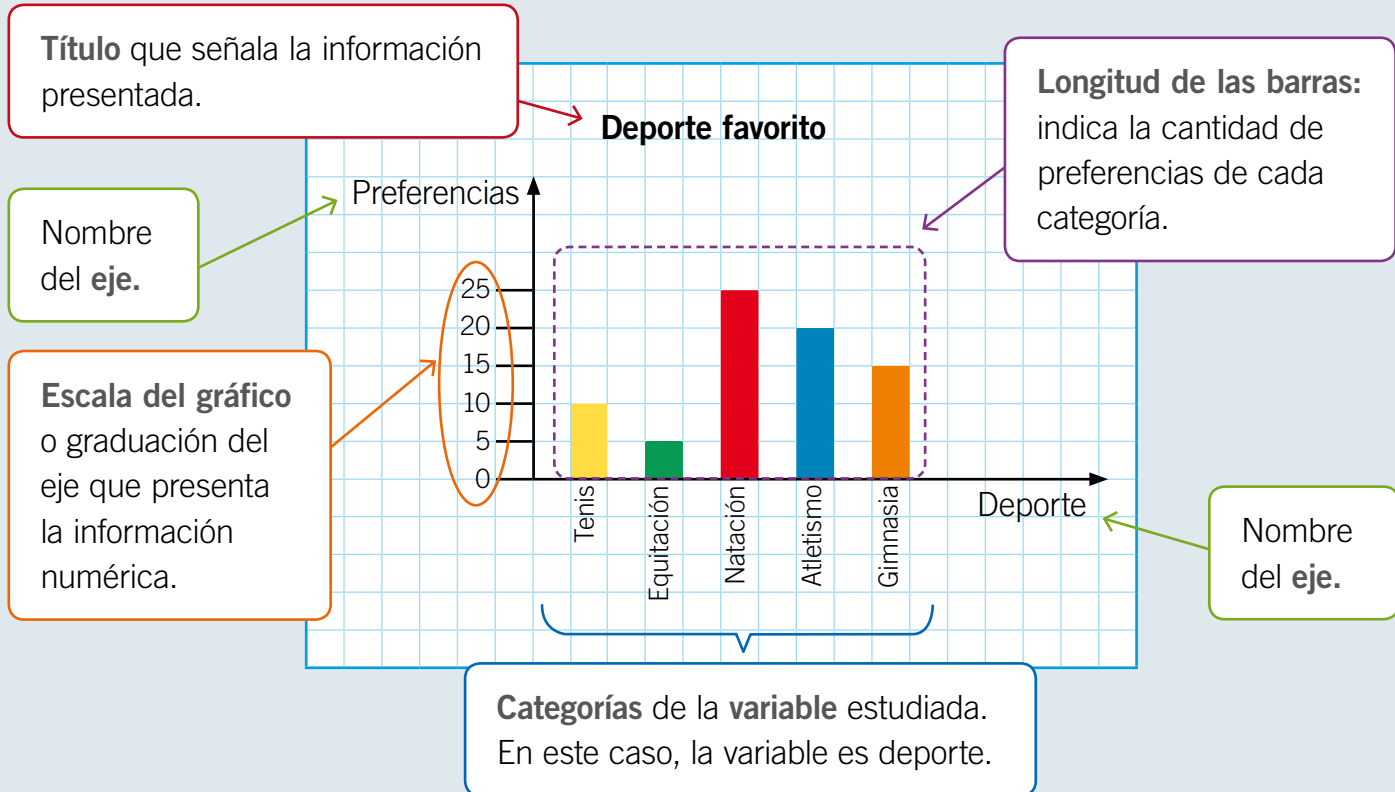 Título que señala la información
presentada.
Deporte favorito
Longitud de las barras:
indica la cantidad de
preferencias de cada
categoría.
Nombre
del eje.
Preferencias
Escala del gráfico
o graduación del
eje que presenta
la información
numérica.
25
20
15
10
5
0
Tenis
Equitación
Natación
Atletismo
Gimnasia
Deporte
Nombre
del eje.
Categorías de la variable estudiada.
En este caso, la variable es deporte.